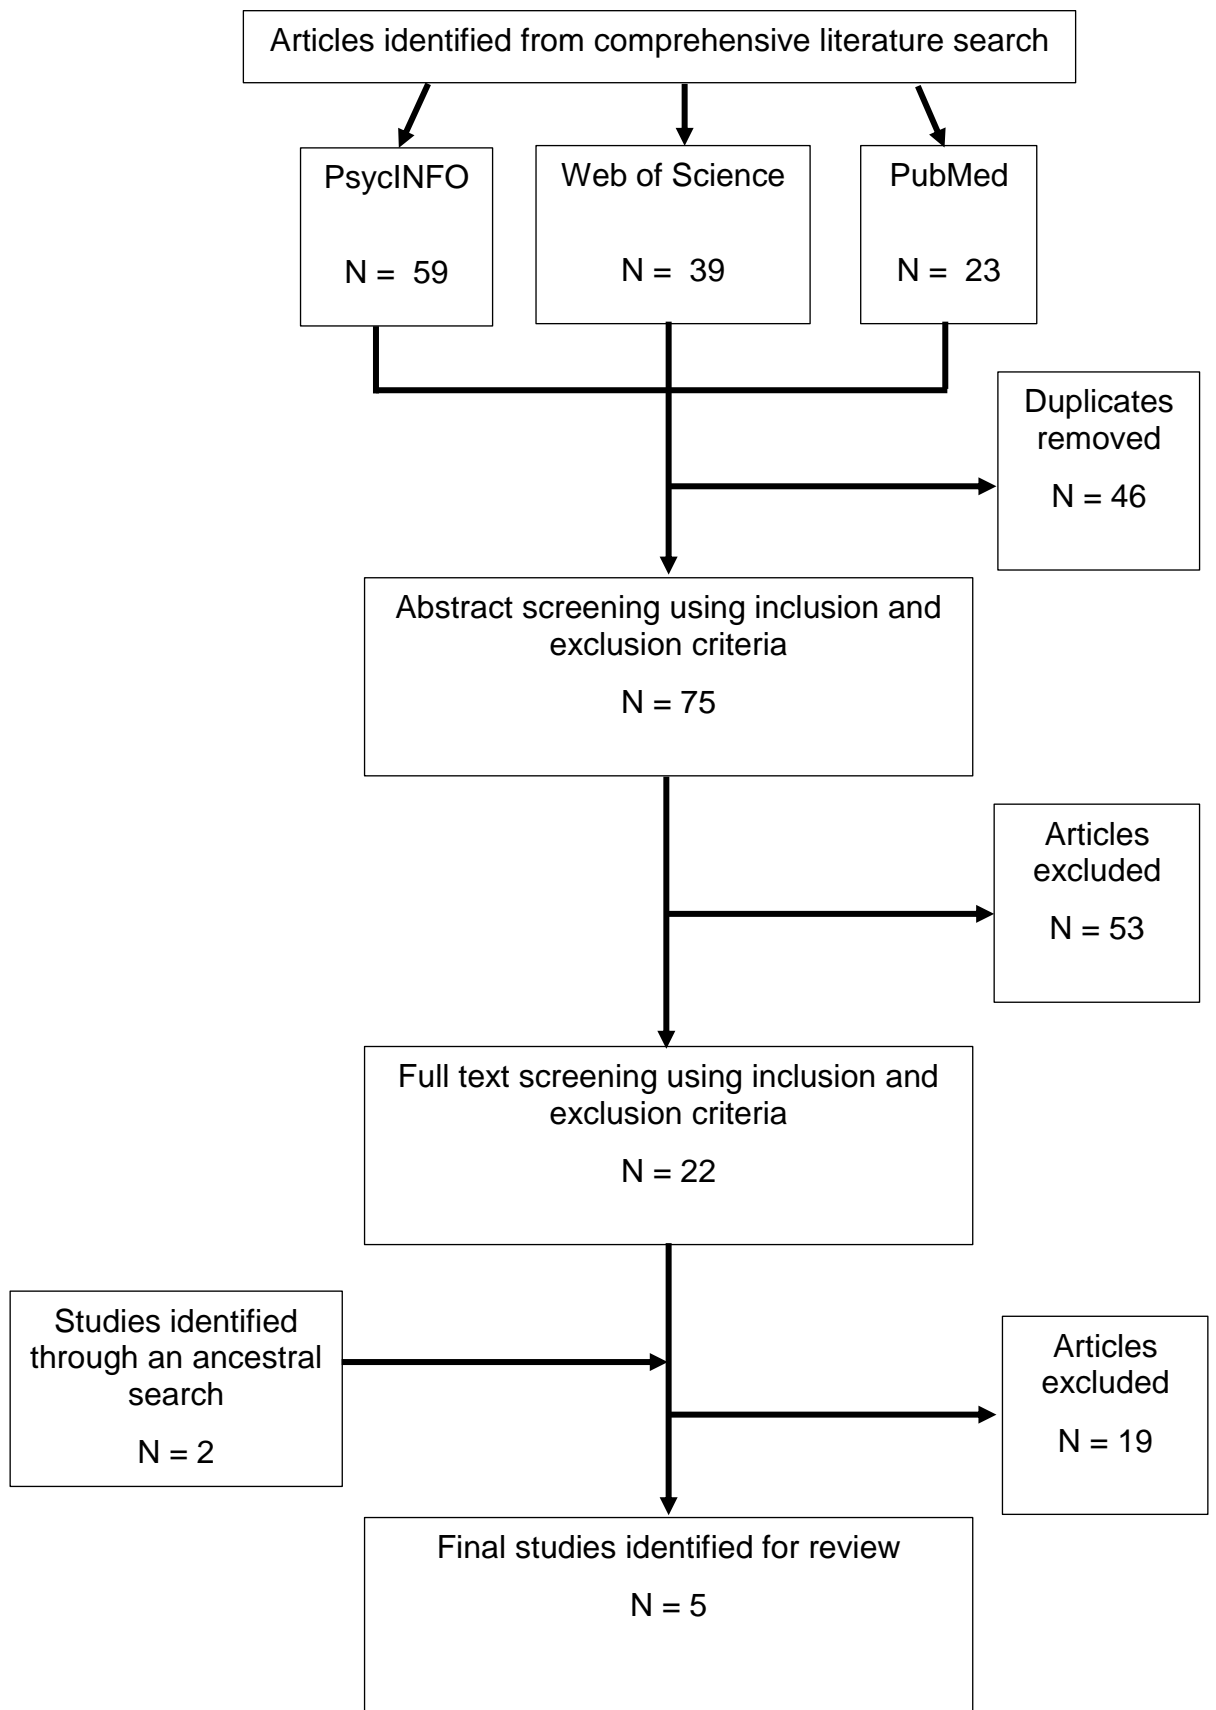 Articles identified from comprehensive literature search
PsycINFO
N = 59
Web of Science
N = 39
PubMed
N = 23
Duplicates
removed
N = 46
Abstract screening using inclusion and
exclusion criteria
N = 75
Articles
excluded
N = 53
Full text screening using inclusion and
exclusion criteria
N = 22
Studies identified
through an ancestral
search
N = 2
Articles
excluded
N = 19
Final studies identified for review
N = 5